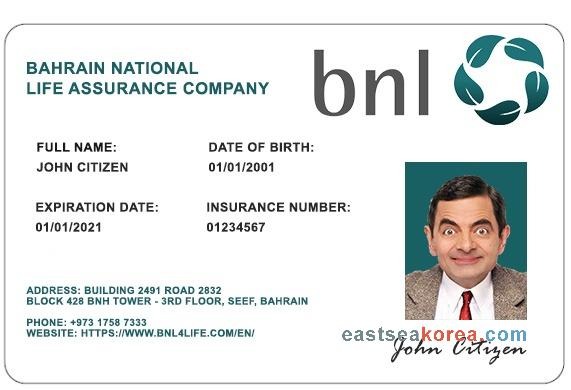 BAHRAIN NATIONAL
LIFE ASSURANCE COMPANY
bnl
FULL NAME:
JOHN CITIZEN
DATE OF BIRTH:
01/01/2001
EXPIRATION DATE:
01/01/2021
INSURANCE NUMBER:
01234567
ADDRESS: BUILDING 2491 ROAD 2832
BLOCK 428 BNH TOWER - 3RD FLOOR, SEEF, BAHRAIN
PHONE: +973 1758 7333
WEBSITE: HTTPS://WWW.BNL4LIFE.COM/EN/
eastseakorea.com
John Citizen